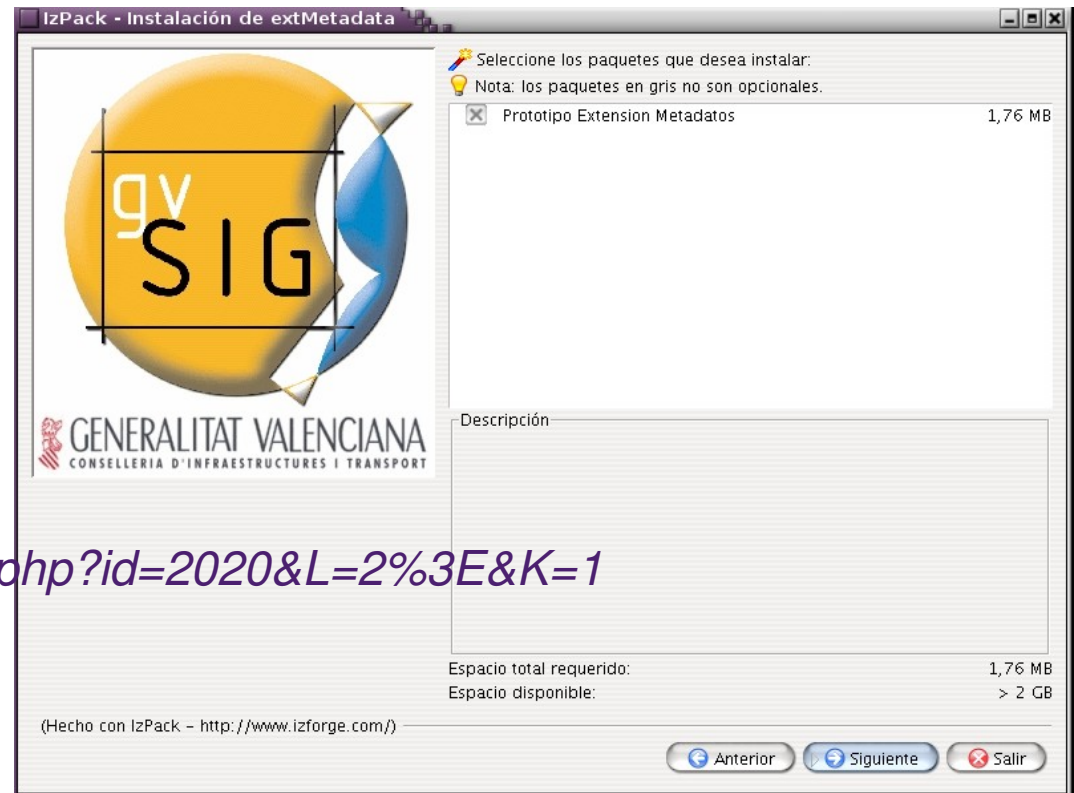 IzPack - Instalación de extMetadata
Seleccione los paquetes que desea instalar:
Nota: los paquetes en gris no son opcionales.
Prototipo Extension Metadatos 1,76 MB
gv
SIG
GENERALITAT VALENCIANA
CONSELLERIA D'INFRAESTRUCTURES I TRANSPORT
Descripción
php?id=2020&L=2%3E&K=1
Espacio total requerido: 1,76 MB
Espacio disponible: > 2 GB
(Hecho con IzPack - http://www.izforge.com/)
Anterior Siguiente Salir